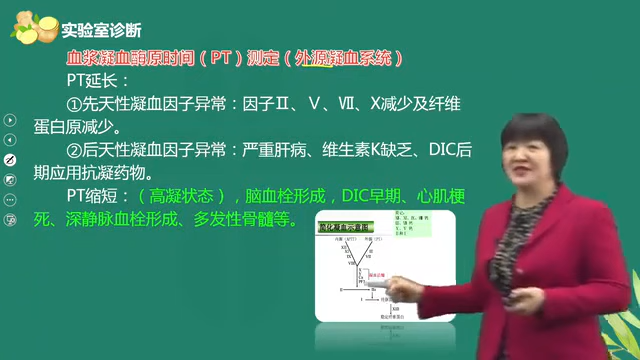 实验室诊断
血浆凝血酶原时间（PT）测定（外源凝血系统）
PT延长：
①先天性凝血因子异常：因子Ⅱ、Ⅴ、Ⅶ、X减少及纤维
蛋白原减少。
②后天性凝血因子异常：严重肝病、维生素K缺乏、DIC后
期应用抗凝药物。
PT缩短：（高凝状态），脑血栓形成，DIC早期、心肌梗
死、深静脉血栓形成、多发性骨髓等。